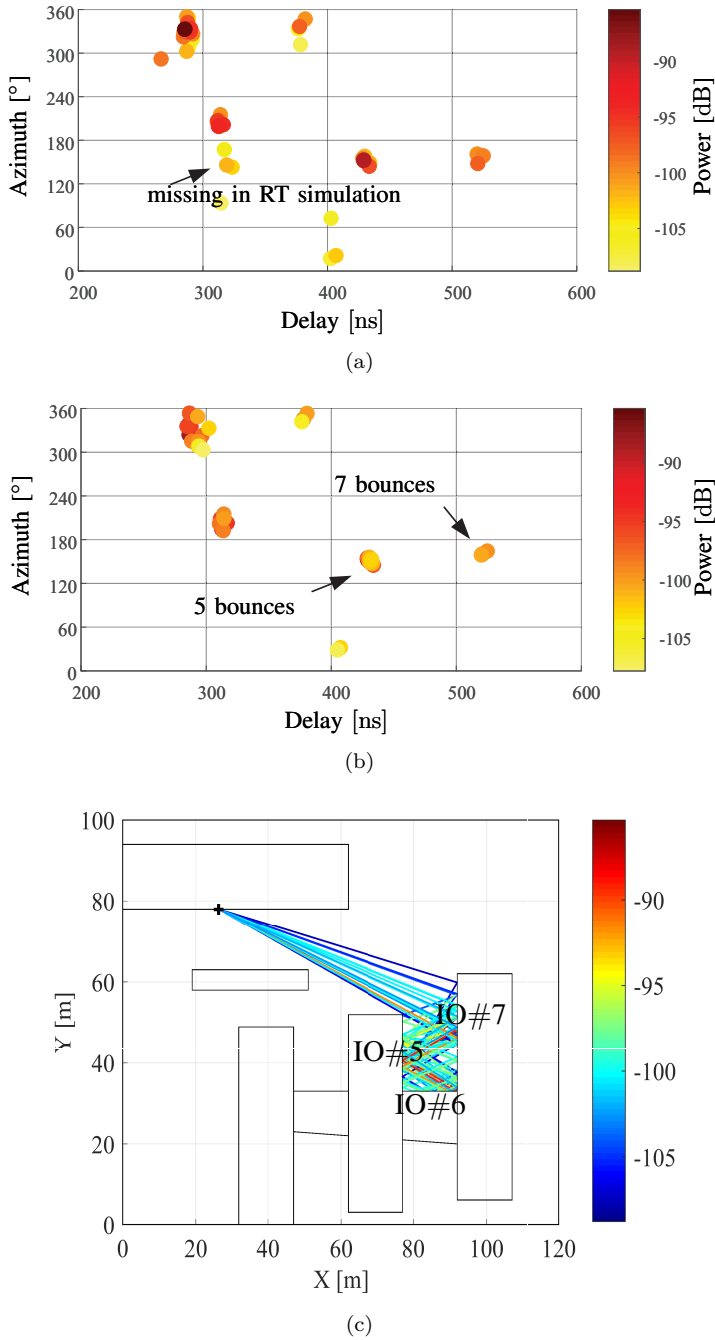 360
300
240
180
120
60
0
Azimuth [°]
missing in RT simulation
200 300 400 500 600
Delay [ns]
-90
-95
-100
-105
Power [dB]
(a)
360
300
240
180
120
60
0
Azimuth [°]
7 bounces
5 bounces
200 300 400 500 600
Delay [ns]
-90
-95
-100
-105
Power [dB]
(b)
100
80
60
40
20
0
Y [m]
IO#7
IO#5
IO#6
0 20 40 60 80 100 120
X [m]
-90
-95
-100
-105
(c)